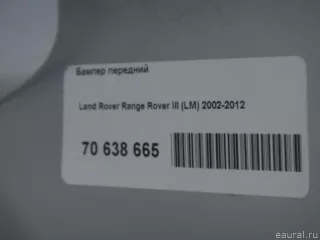 Бампер передний
Land Rover Range Rover III (LM) 2002-2012
70 638 665
eaural.ru